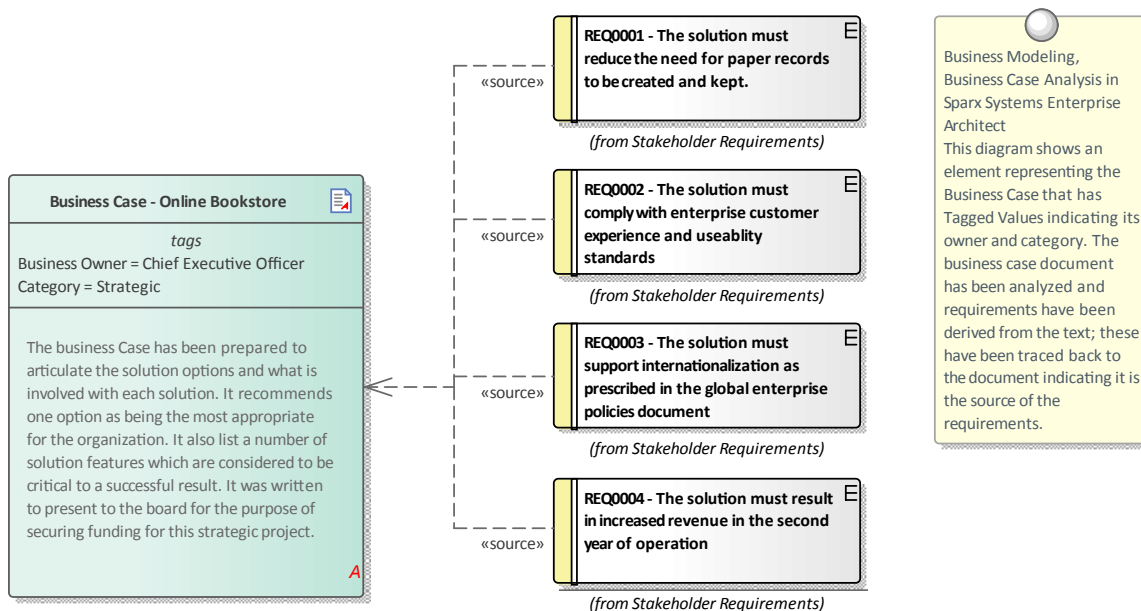 Business Case - Online Bookstore
tags
Business Owner = Chief Executive Officer
Category = Strategic
The business Case has been prepared to
articulate the solution options and what is
involved with each solution. It recommends
one option as being the most appropriate
for the organization. It also list a number of
solution features which are considered to be
critical to a successful result. It was written
to present to the board for the purpose of
securing funding for this strategic project.
A
«source»
REQ0001 - The solution must
reduce the need for paper records
to be created and kept.
E
(from Stakeholder Requirements)
«source»
REQ0002 - The solution must
comply with enterprise customer
experience and useablity
standards
E
(from Stakeholder Requirements)
«source»
REQ0003 - The solution must
support internationalization as
prescribed in the global enterprise
policies document
E
(from Stakeholder Requirements)
«source»
REQ0004 - The solution must result
in increased revenue in the second
year of operation
E
(from Stakeholder Requirements)
Business Modeling,
Business Case Analysis in
Sparx Systems Enterprise
Architect
This diagram shows an
element representing the
Business Case that has
Tagged Values indicating its
owner and category. The
business case document
has been analyzed and
requirements have been
derived from the text; these
have been traced back to
the document indicating it is
the source of the
requirements.